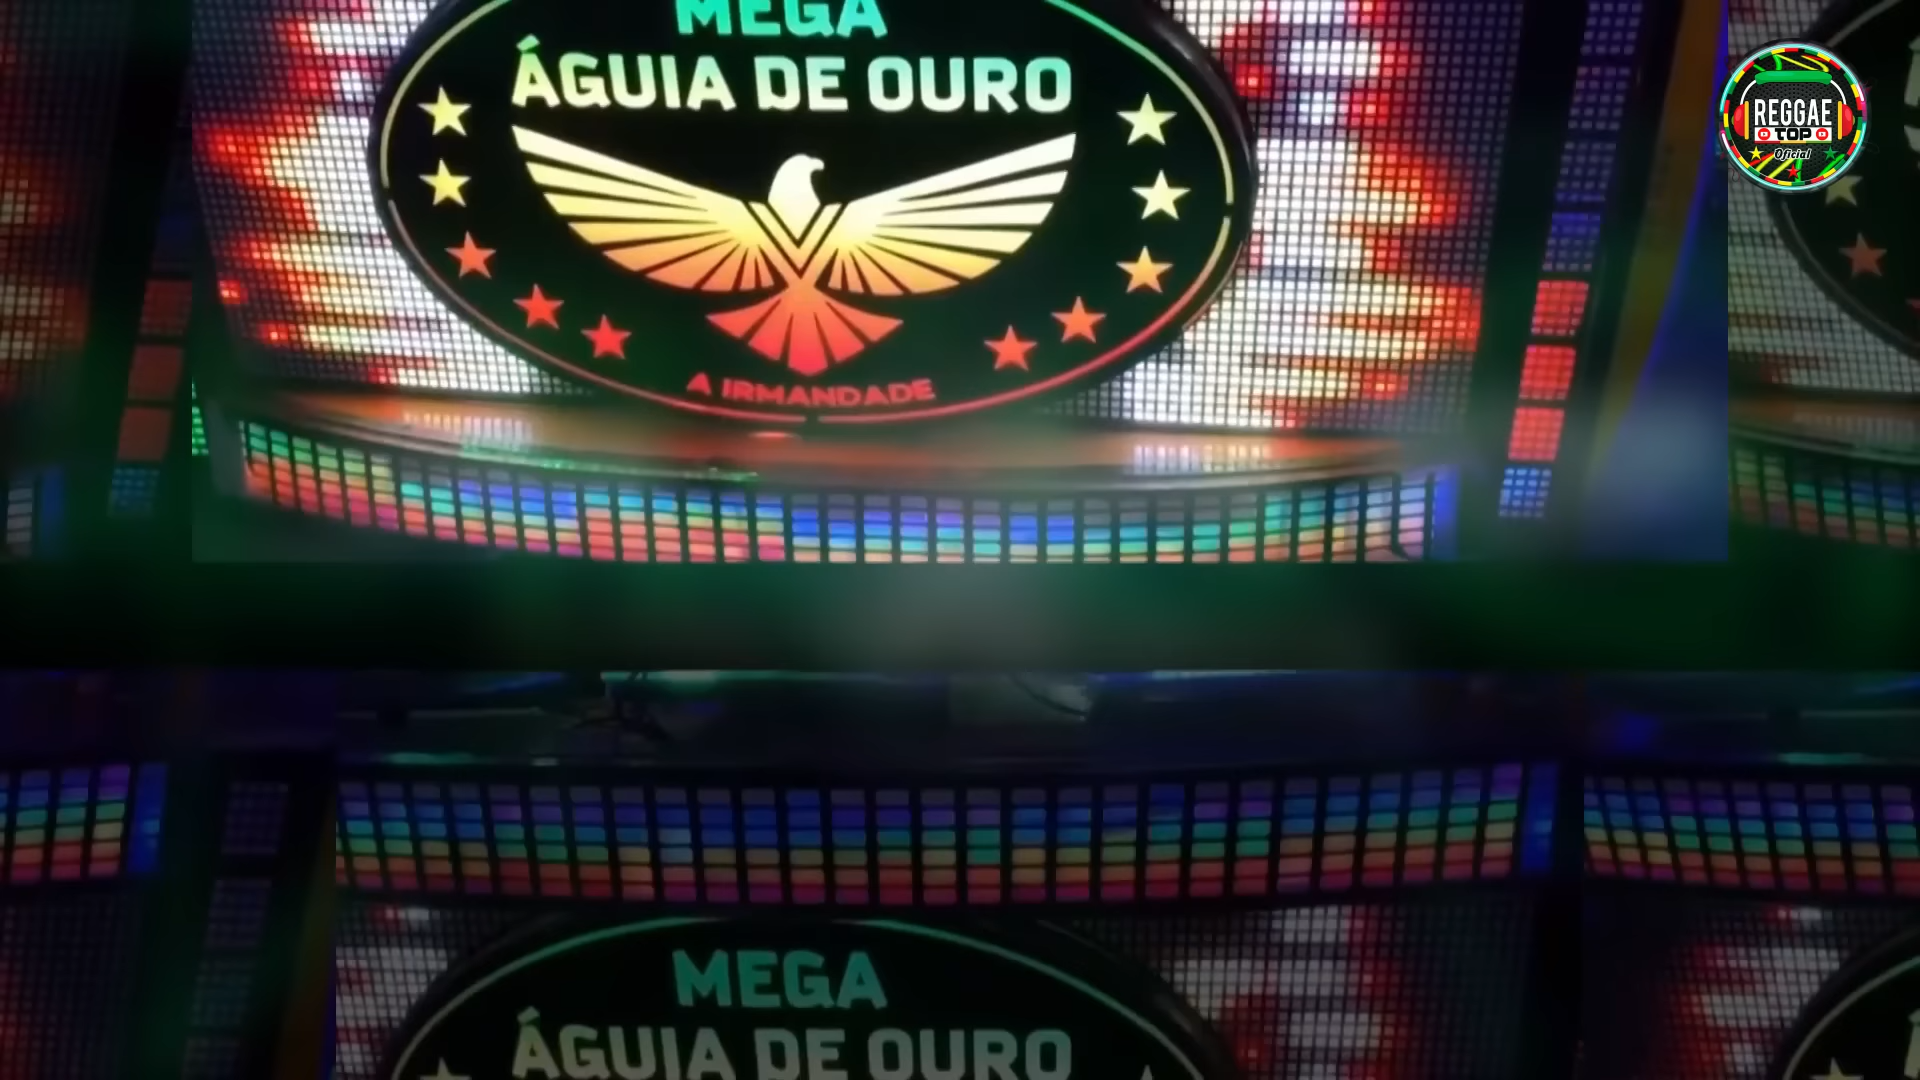 MEGA
ÁGUIA DE OURO
A IRMANDADE
REGGAE
TOP
Oficial
MEGA
ÁGUIA DE OURO